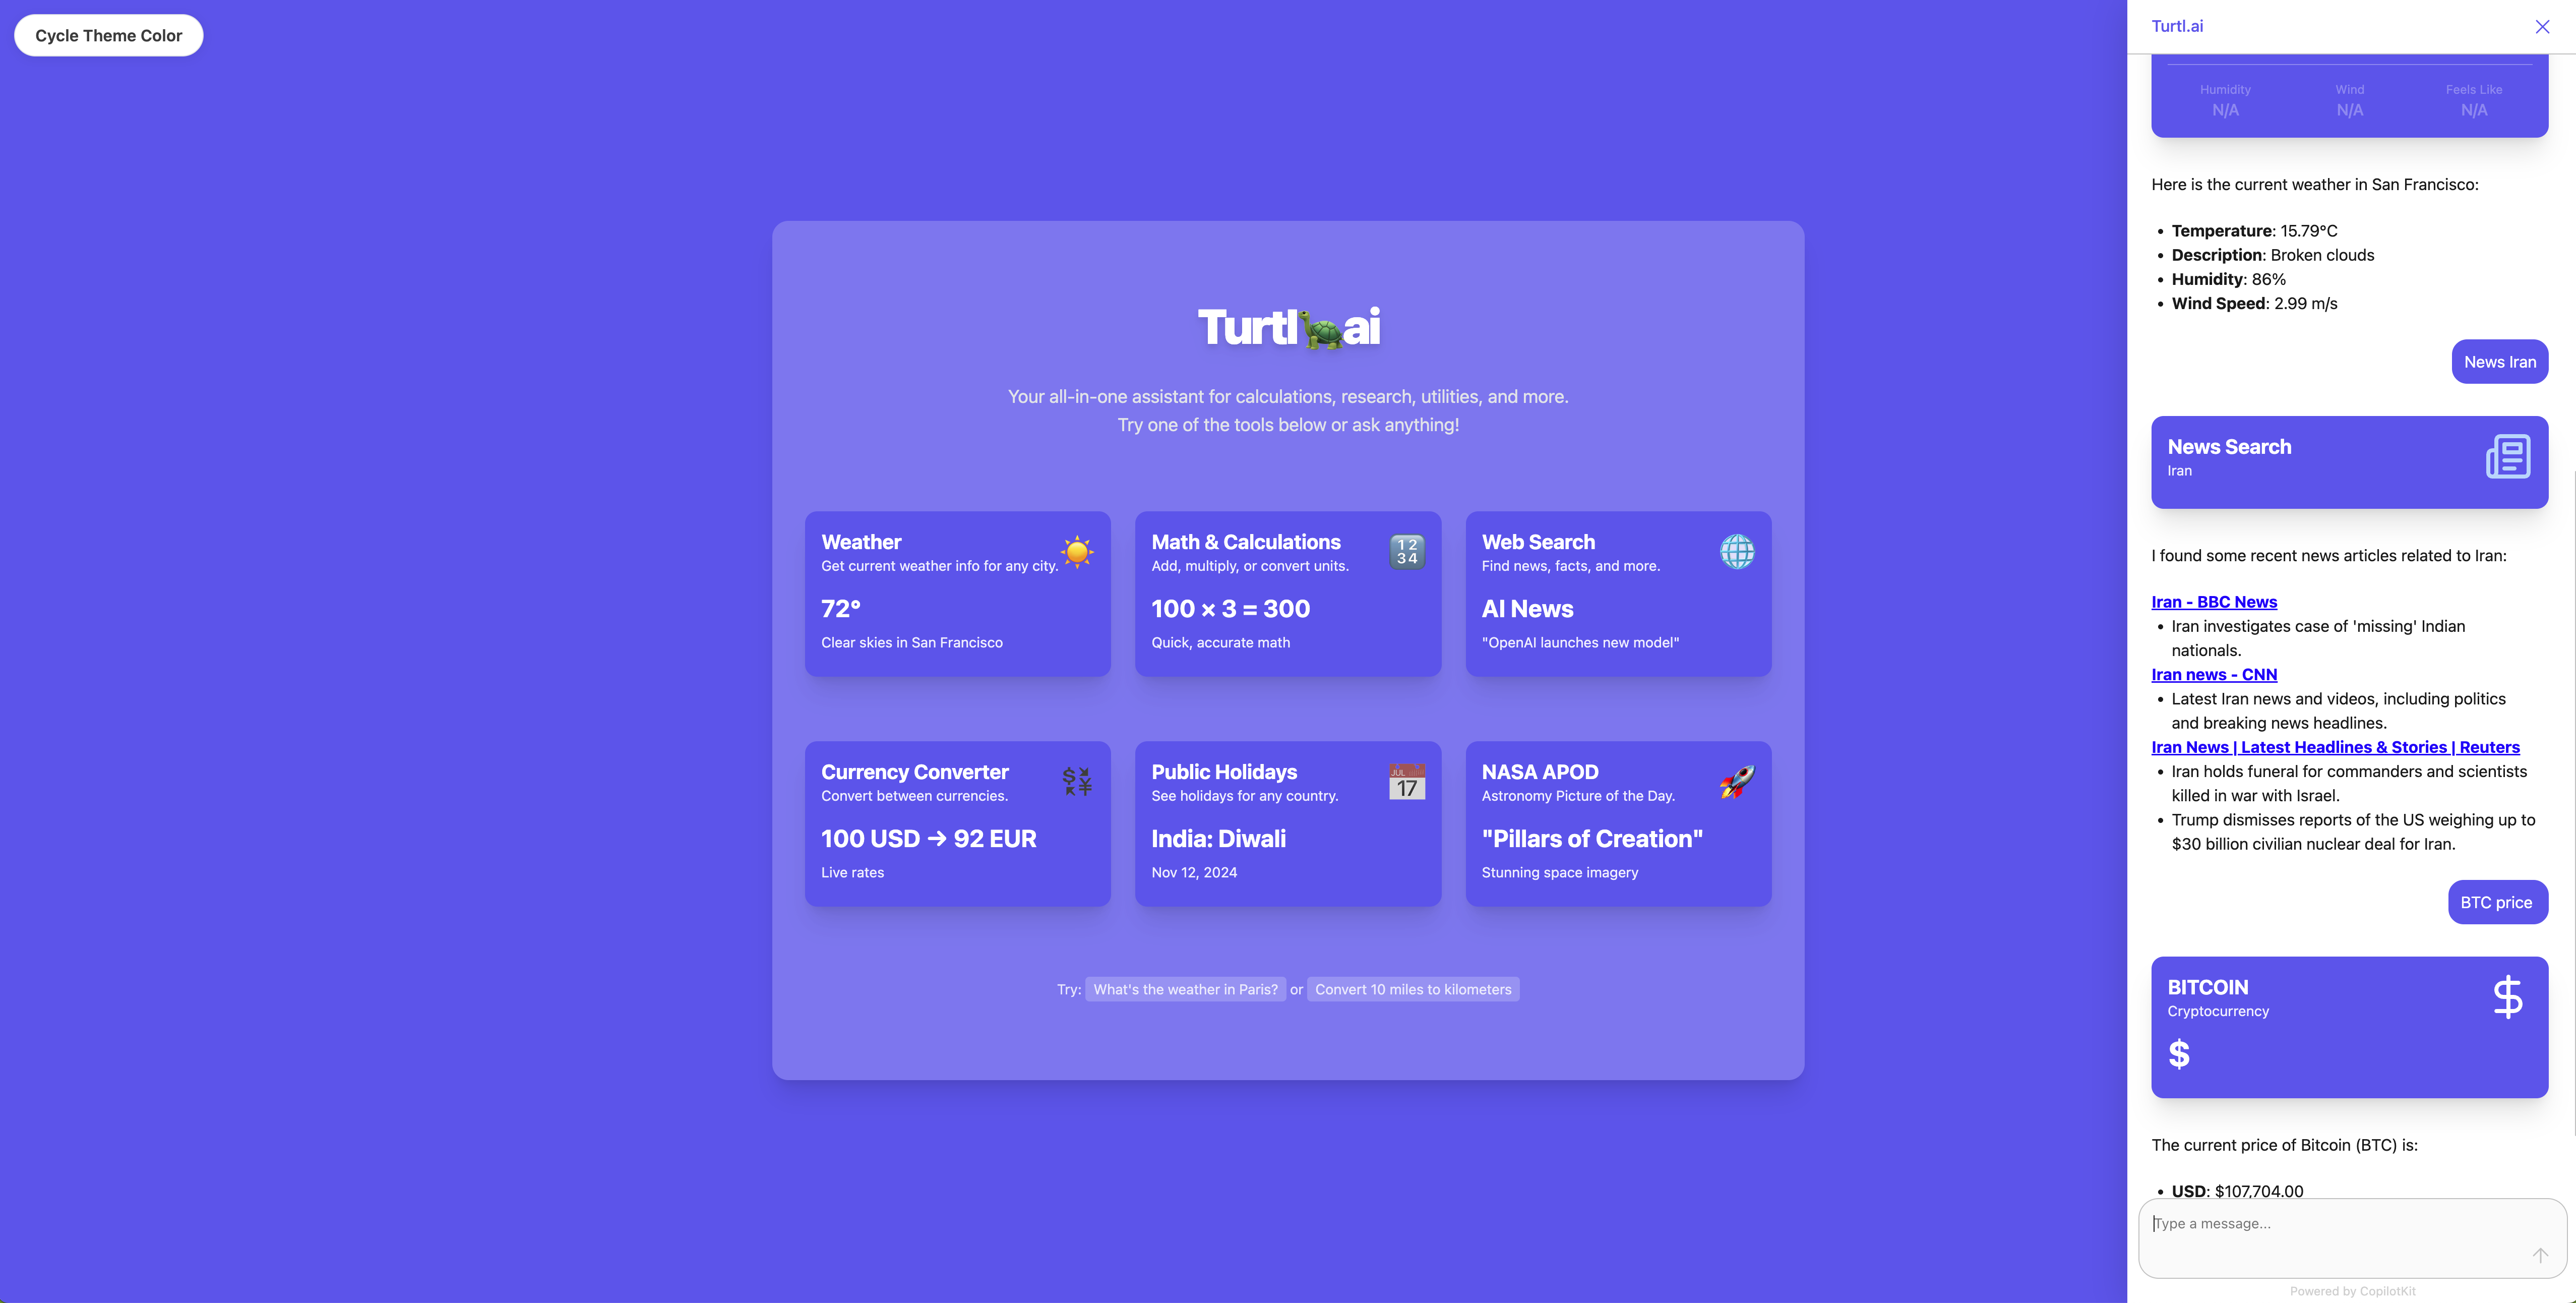 Cycle Theme Color
Turtl🐢ai
Your all-in-one assistant for calculations, research, utilities, and more.
Try one of the tools below or ask anything!
Weather
Get current weather info for any city.
72°
Clear skies in San Francisco
Math & Calculations
Add, multiply, or convert units.
1 2
3 4
100 × 3 = 300
Quick, accurate math
Web Search
Find news, facts, and more.
AI News
"OpenAI launches new model"
Currency Converter
Convert between currencies.
100 USD → 92 EUR
Live rates
Public Holidays
See holidays for any country.
JUL
17
India: Diwali
Nov 12, 2024
NASA APOD
Astronomy Picture of the Day.
"Pillars of Creation"
Stunning space imagery
Try: What's the weather in Paris? or Convert 10 miles to kilometers
Turtl.ai
Humidity Wind Feels Like
N/A N/A N/A
Here is the current weather in San Francisco:
• Temperature: 15.79°C
• Description: Broken clouds
• Humidity: 86%
• Wind Speed: 2.99 m/s
News Iran
News Search
Iran
I found some recent news articles related to Iran:
Iran - BBC News
• Iran investigates case of 'missing' Indian
nationals.
Iran news - CNN
• Latest Iran news and videos, including politics
and breaking news headlines.
Iran News | Latest Headlines & Stories | Reuters
• Iran holds funeral for commanders and scientists
killed in war with Israel.
• Trump dismisses reports of the US weighing up to
$30 billion civilian nuclear deal for Iran.
BTC price
BITCOIN
Cryptocurrency
$
$
The current price of Bitcoin (BTC) is:
• USD: $107,704.00
Type a message...
Powered by CopilotKit